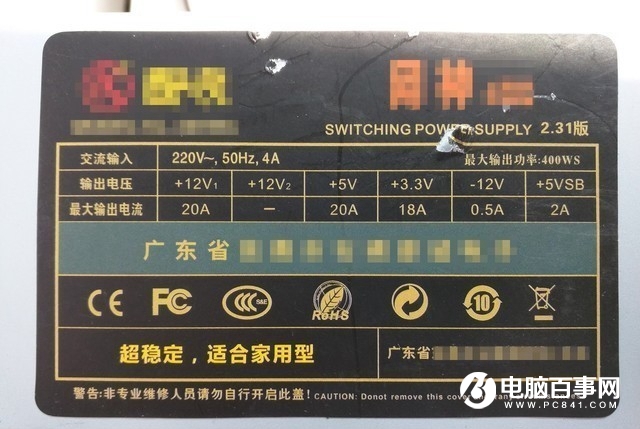 SWITCHING POWER SUPPLY 2.31版
交流输入 220V~, 50Hz, 4A 最大输出功率:400WS
输出电压 +12V1 +12V2 +5V +3.3V -12V +5VSB
最大输出电流 20A — 20A 18A 0.5A 2A
广东省
CE FC CCC S&E RoHS 10
超稳定，适合家用型 广东省
警告:非专业维修人员请勿自行开启此盖! CAUTION: Donot remove this cover
电脑百事网
WWW.PC841.COM